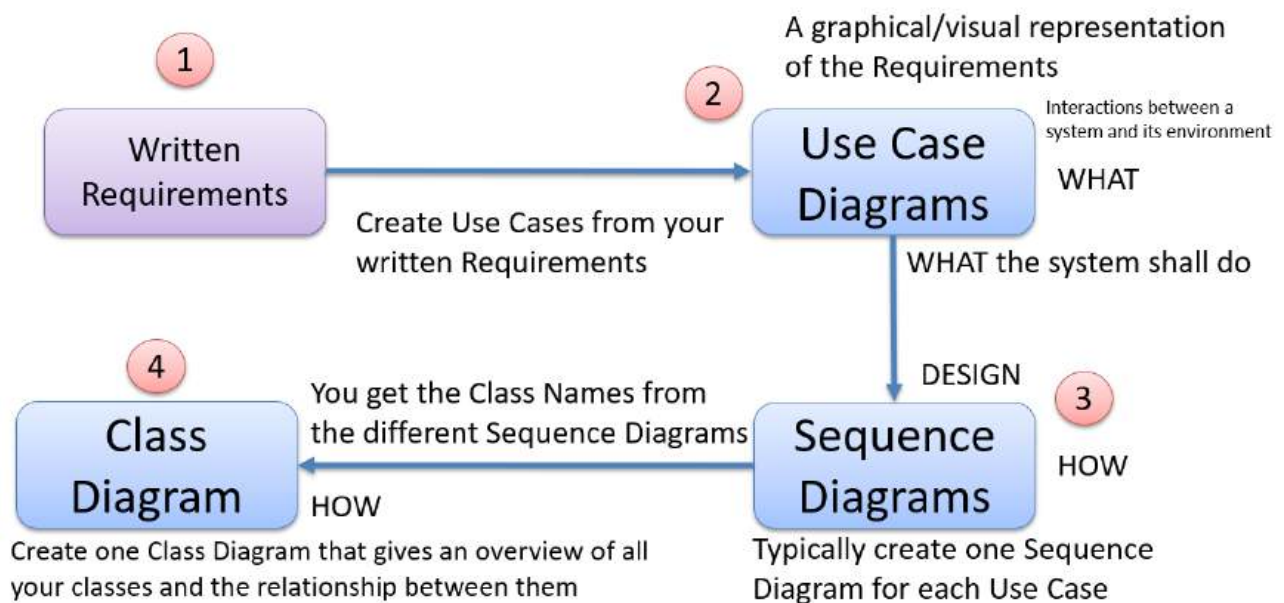 1
Written
Requirements
Create Use Cases from your
written Requirements
2
A graphical/visual representation
of the Requirements
Use Case
Diagrams
Interactions between a
system and its environment
WHAT
WHAT the system shall do
DESIGN
3
Sequence
Diagrams
HOW
Typically create one Sequence
Diagram for each Use Case
You get the Class Names from
the different Sequence Diagrams
HOW
4
Class
Diagram
Create one Class Diagram that gives an overview of all
your classes and the relationship between them